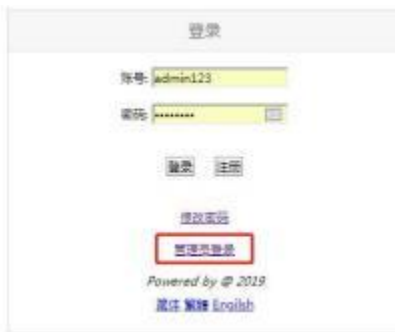 登录
账号: admin123
密码: ••••••••
登录 注册
修改密码
管理员登录
Powered by @ 2019
简体 繁體 English